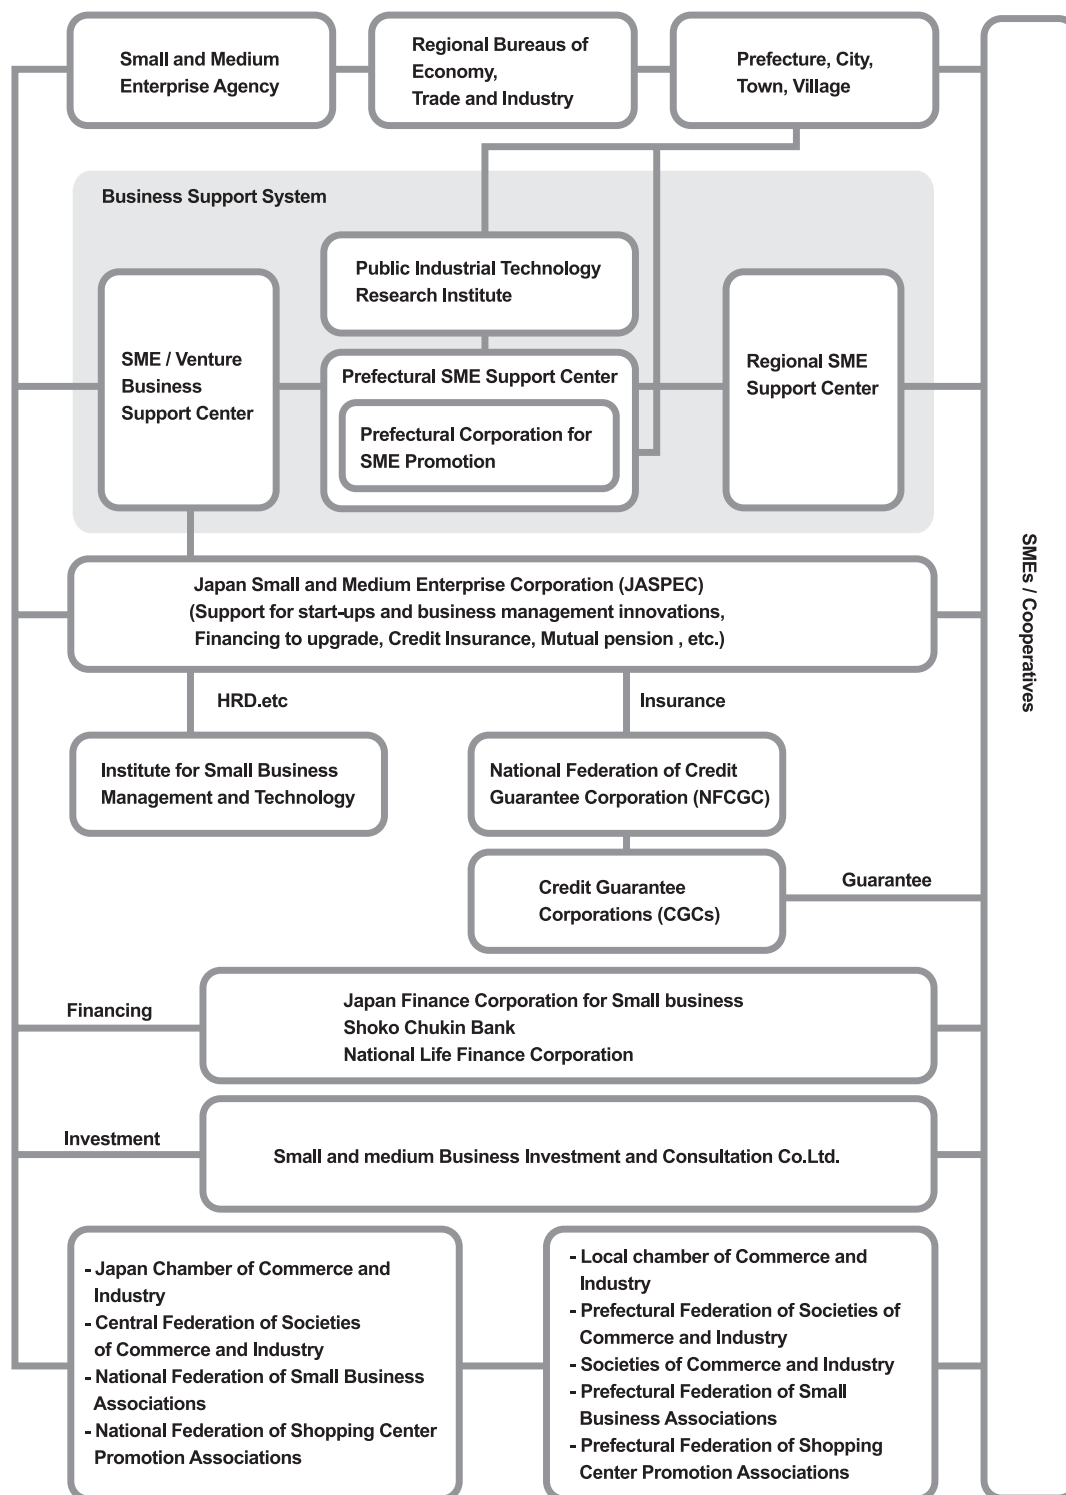 Small and Medium
Enterprise Agency
Regional Bureaus of
Economy,
Trade and Industry
Prefecture, City,
Town, Village
Business Support System
Public Industrial Technology
Research Institute
SME / Venture
Business
Support Center
Prefectural SME Support Center
Prefectural Corporation for
SME Promotion
Regional SME
Support Center
SMEs / Cooperatives
Japan Small and Medium Enterprise Corporation (JASPEC)
(Support for start-ups and business management innovations,
Financing to upgrade, Credit Insurance, Mutual pension , etc.)
HRD.etc
Insurance
Institute for Small Business
Management and Technology
National Federation of Credit
Guarantee Corporation (NFCGC)
Credit Guarantee
Corporations (CGCs)
Guarantee
Financing
Japan Finance Corporation for Small business
Shoko Chukin Bank
National Life Finance Corporation
Investment
Small and medium Business Investment and Consultation Co.Ltd.
- Japan Chamber of Commerce and
Industry
- Central Federation of Societies
of Commerce and Industry
- National Federation of Small Business
Associations
- National Federation of Shopping Center
Promotion Associations
- Local chamber of Commerce and
Industry
- Prefectural Federation of Societies of
Commerce and Industry
- Societies of Commerce and Industry
- Prefectural Federation of Small
Business Associations
- Prefectural Federation of Shopping
Center Promotion Associations